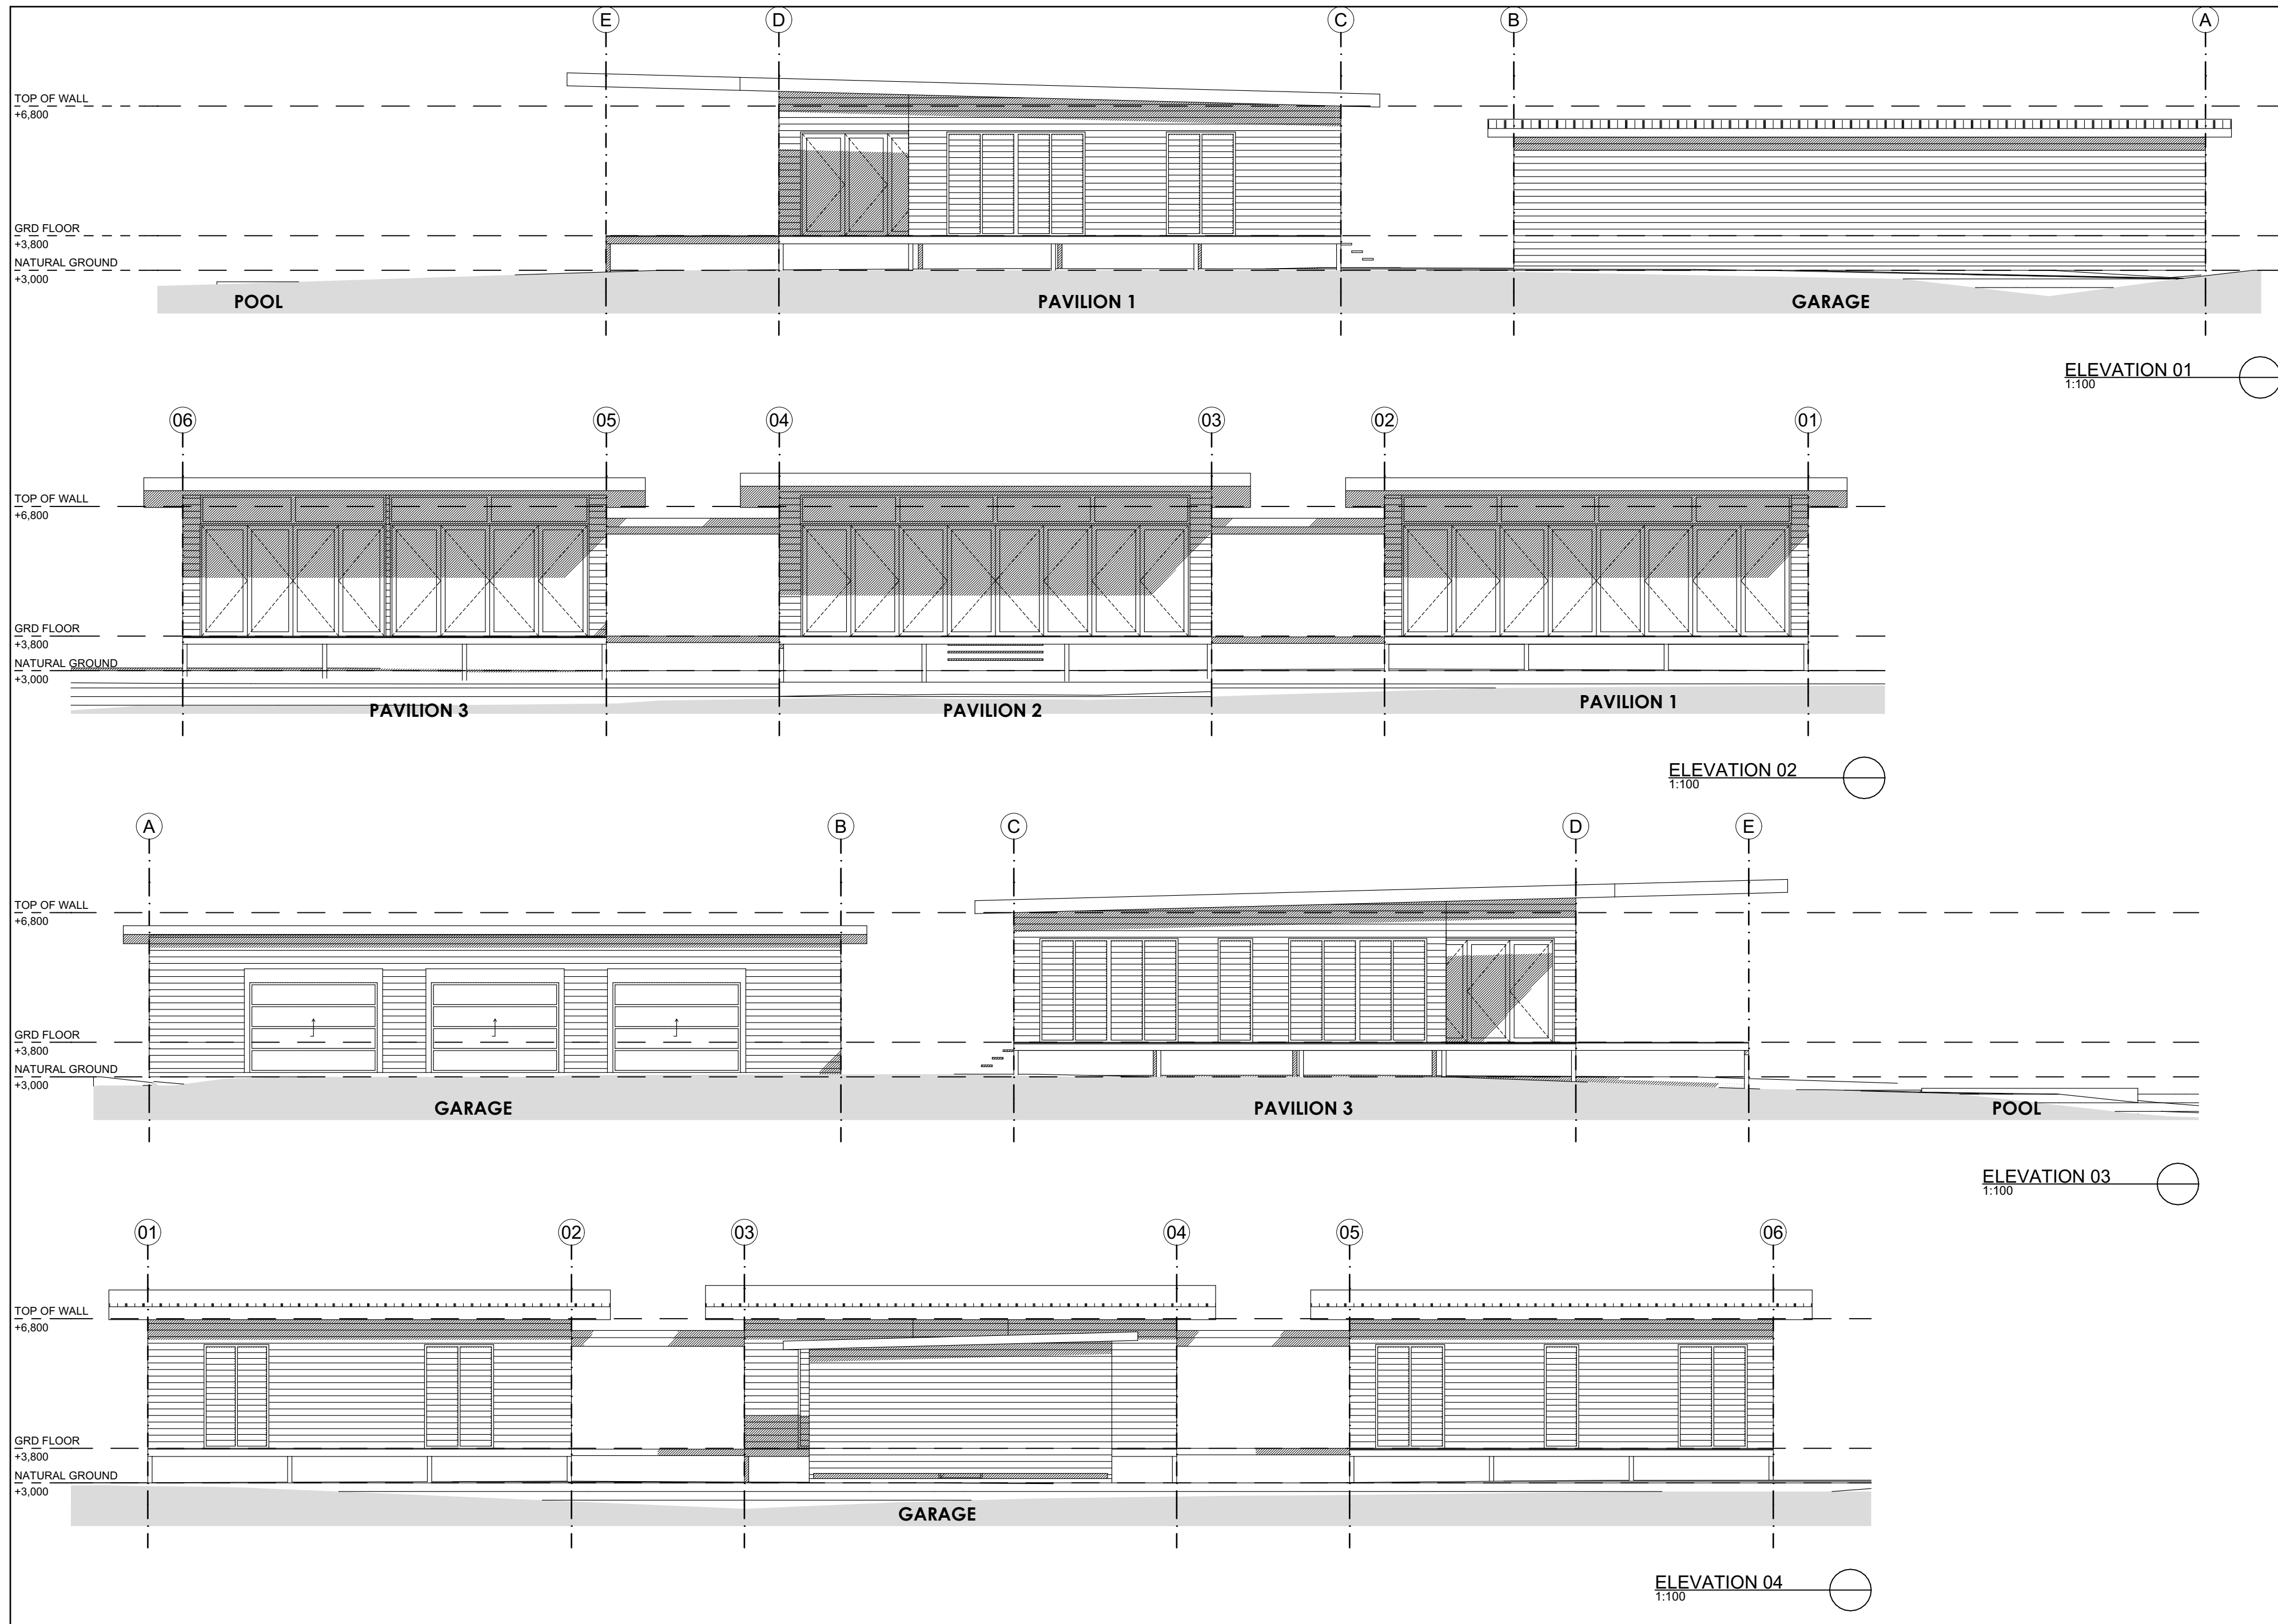 E D C B A
TOP OF WALL
+6,800
GRD FLOOR
+3,800
NATURAL GROUND
+3,000
POOL PAVILION 1 GARAGE
ELEVATION 01
1:100
06 05 04 03 02 01
TOP OF WALL
+6,800
GRD FLOOR
+3,800
NATURAL GROUND
+3,000
PAVILION 3 PAVILION 2 PAVILION 1
ELEVATION 02
1:100
A B C D E
TOP OF WALL
+6,800
GRD FLOOR
+3,800
NATURAL GROUND
+3,000
GARAGE PAVILION 3 POOL
ELEVATION 03
1:100
01 02 03 04 05 06
TOP OF WALL
+6,800
GRD FLOOR
+3,800
NATURAL GROUND
+3,000
GARAGE
ELEVATION 04
1:100